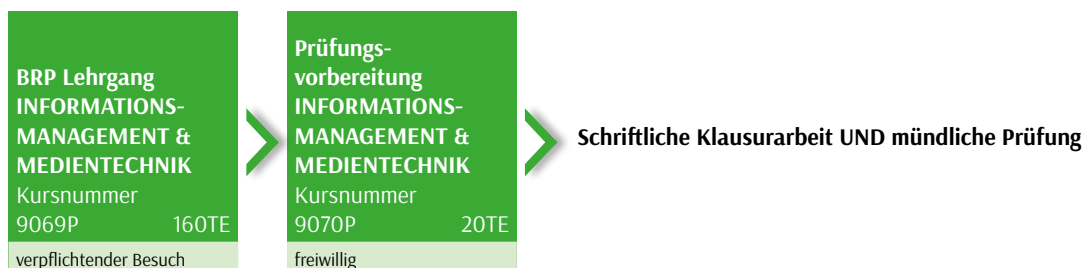 BRP Lehrgang
INFORMATIONS-
MANAGEMENT &
MEDIENTECHNIK
Kursnummer
9069P 160TE
verpflichtender Besuch
Prüfungs-
vorbereitung
INFORMATIONS-
MANAGEMENT &
MEDIENTECHNIK
Kursnummer
9070P 20TE
freiwillig
Schriftliche Klausurarbeit UND mündliche Prüfung